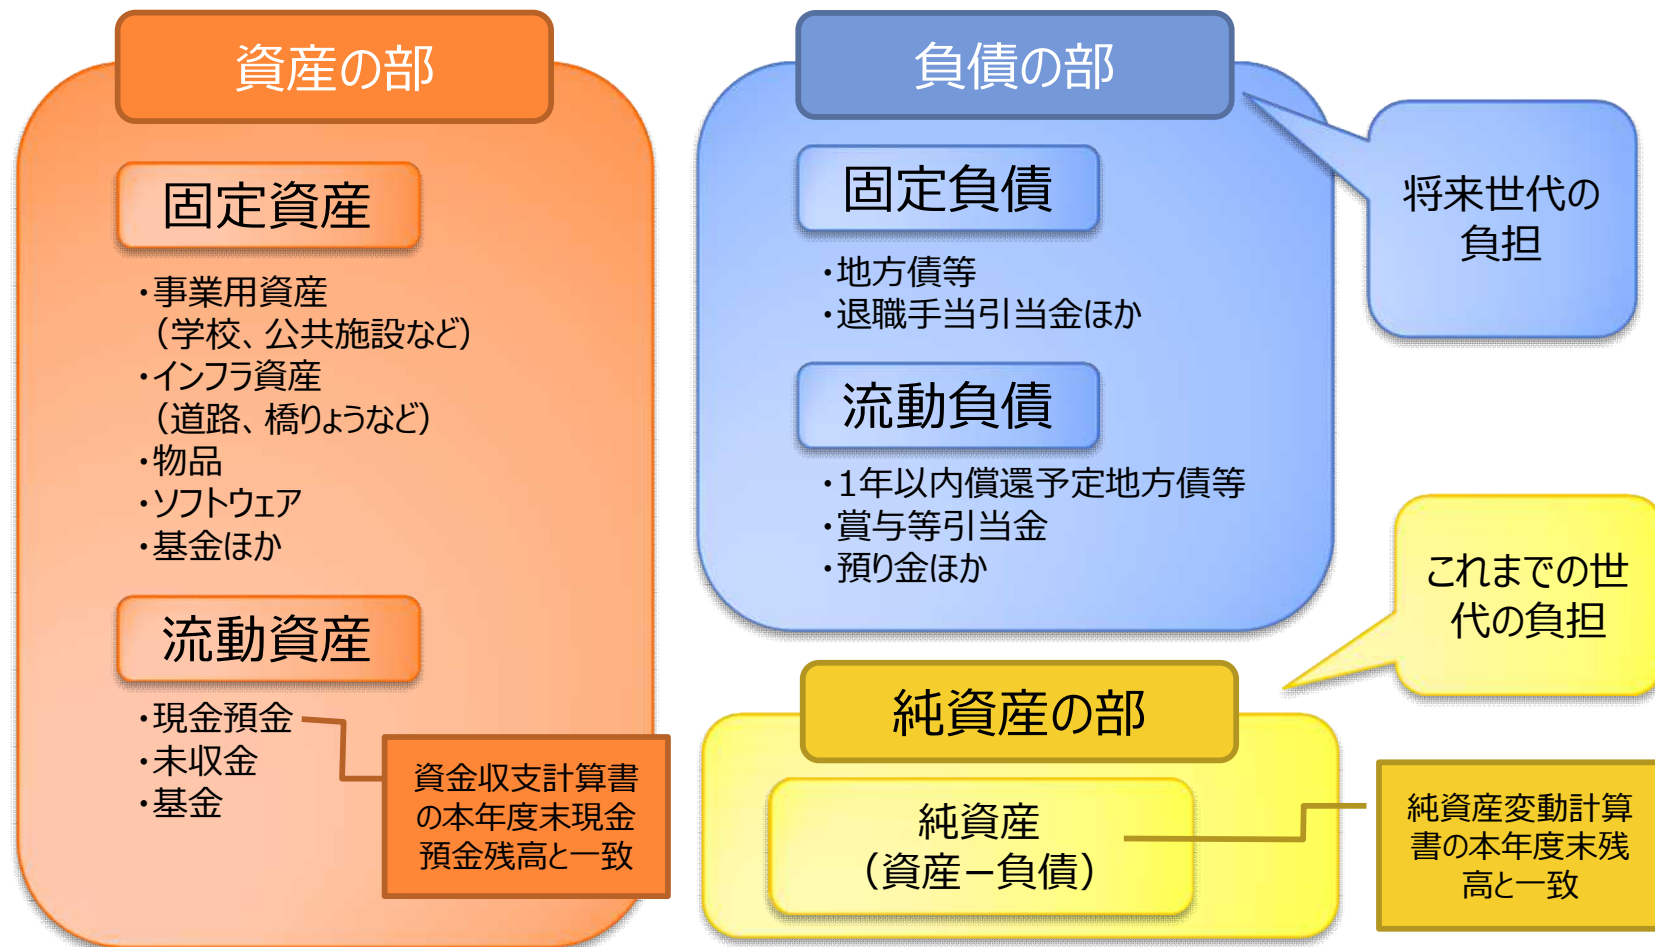 資産の部
固定資産
・事業用資産
（学校、公共施設など）
・インフラ資産
（道路、橋りょうなど）
・物品
・ソフトウェア
・基金ほか
流動資産
・現金預金
・未収金
・基金
資金収支計算書
の本年度末現金
預金残高と一致
負債の部
固定負債
・地方債等
・退職手当引当金ほか
流動負債
・1年以内償還予定地方債等
・賞与等引当金
・預り金ほか
将来世代の
負担
純資産の部
純資産
（資産－負債）
これまでの世
代の負担
純資産変動計算
書の本年度末残
高と一致